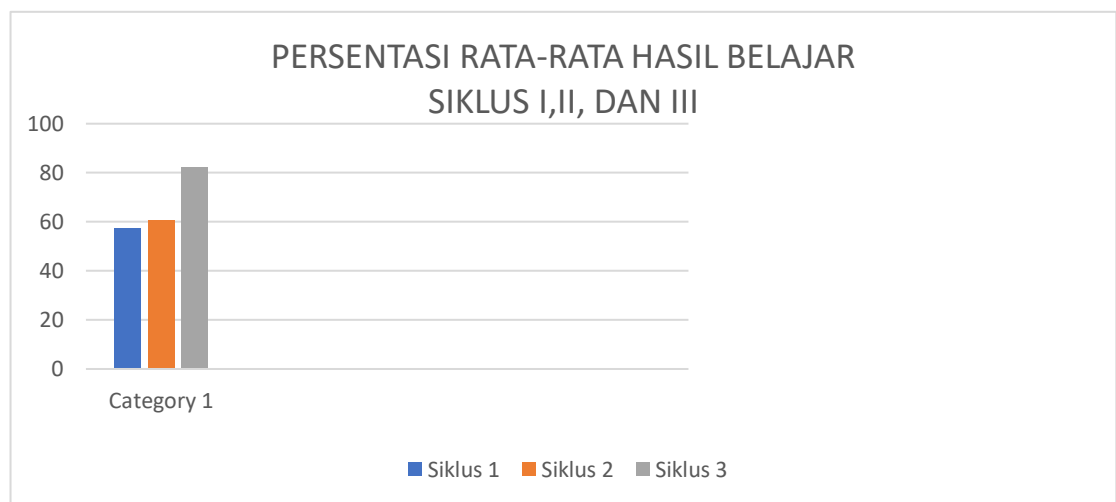 PERSENTASI RATA-RATA HASIL BELAJAR
SIKLUS I,II, DAN III
100
80
60
40
20
0
Category 1
Siklus 1 Siklus 2 Siklus 3